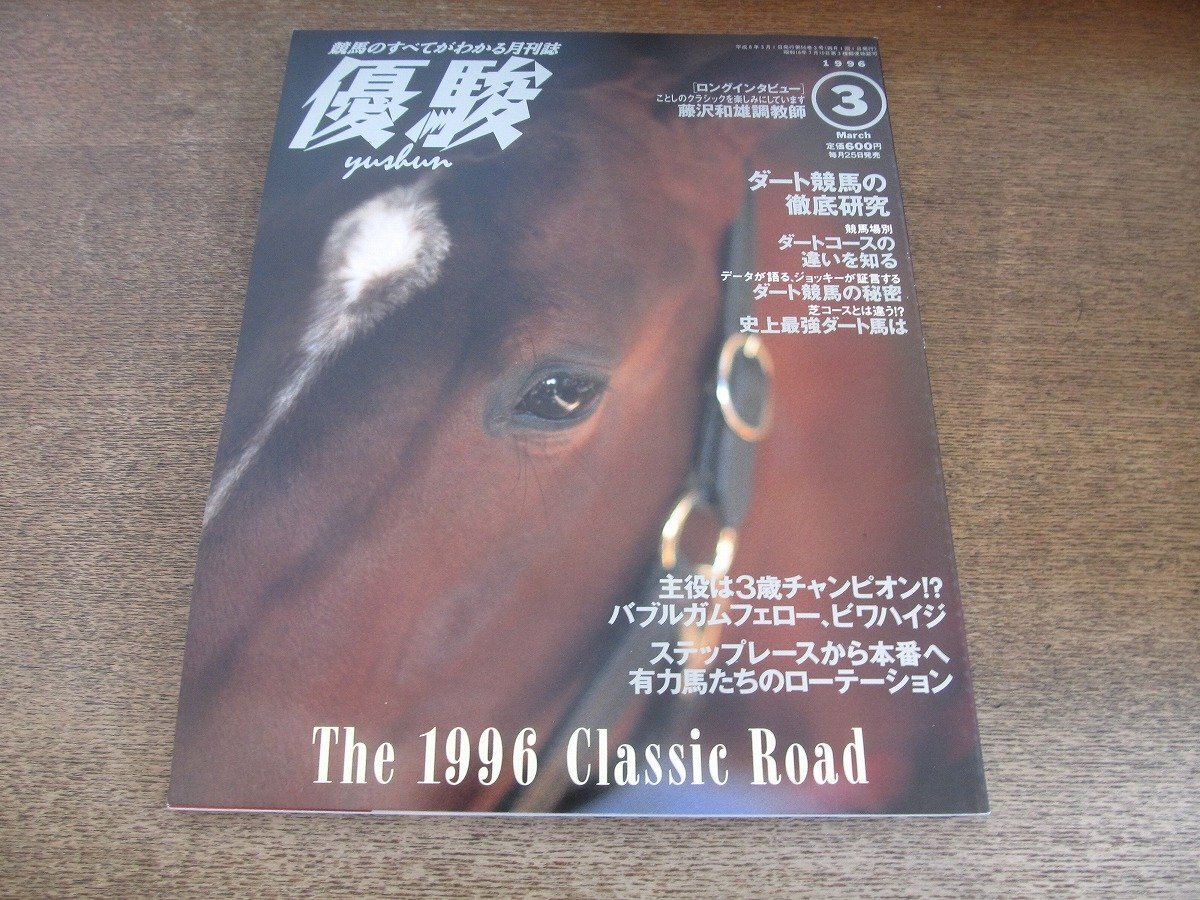 競馬のすべてがわかる月刊誌
優駿
yushun
1996
3
March
定価600円
毎月25日発売
[ロングインタビュー]
ことしのクラシックを楽しみにしています
藤沢和雄調教師
ダート競馬の
徹底研究
競馬場別
ダートコースの
違いを知る
データが語る、ジョッキーが証言する
ダート競馬の秘密
芝コースとは違う!?
史上最強ダート馬は
主役は3歳チャンピオン!?
バブルガムフェロー、ビワハイジ
ステップレースから本番へ
有力馬たちのローテーション
The 1996 Classic Road